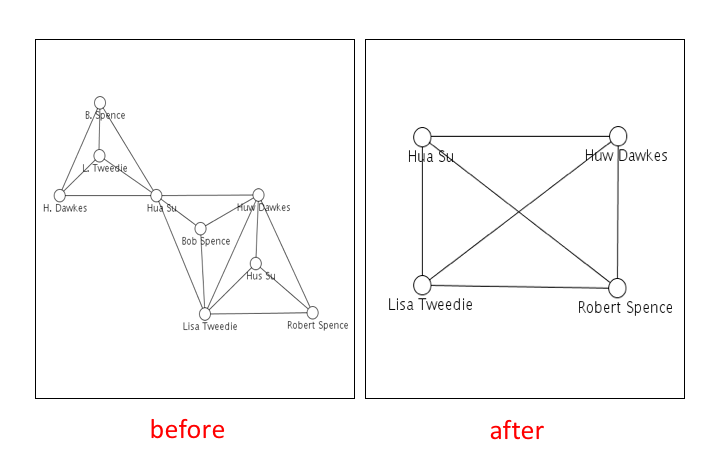 B. Spence
L. Tweedie
H. Dawkes
Hua Su
Huw Dawkes
Bob Spence
Hus Su
Lisa Tweedie
Robert Spence
Hua Su
Huw Dawkes
Lisa Tweedie
Robert Spence
before
after